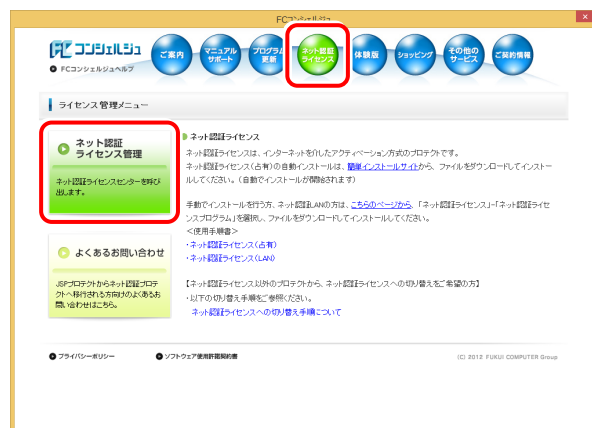 FCコンシェルジュ
FC コンシェルジュ
FCコンシェルジュヘルプ
ご案内
マニュアル
サポート
プログラム
更新
ネット認証
ライセンス
体験版
ショッピング
その他の
サービス
ご契約情報
ライセンス管理メニュー
ネット認証
ライセンス管理
ネット認証ライセンスセンターを呼び
出します。
よくあるお問い合わせ
JSPプロテクトからネット認証プロテ
クトへ移行される方向けのよくあるお
問い合わせはこちら。
ネット認証ライセンス
ネット認証ライセンスは、インターネットを介したアクティベーション方式のプロテクトです。
ネット認証ライセンス(占有)の自動インストールは、簡単インストールサイトから、ファイルをダウンロードしてインストー
ルしてください。(自動でインストールが開始されます)
手動でインストールを行う方、ネット認証LANの方は、こちらのページから、「ネット認証ライセンス」-「ネット認証ライセ
ンスプログラム」を選択し、ファイルをダウンロードしてインストールしてください。
<使用手順書>
・ネット認証ライセンス(占有)
・ネット認証ライセンス(LAN)
【ネット認証ライセンス以外のプロテクトから、ネット認証ライセンスへの切り替えをご希望の方】
・以下の切り替え手順をご参照ください。
ネット認証ライセンスへの切り替え手順について
プライバシーポリシー
ソフトウェア使用許諾契約書
(C) 2012 FUKUI COMPUTER Group